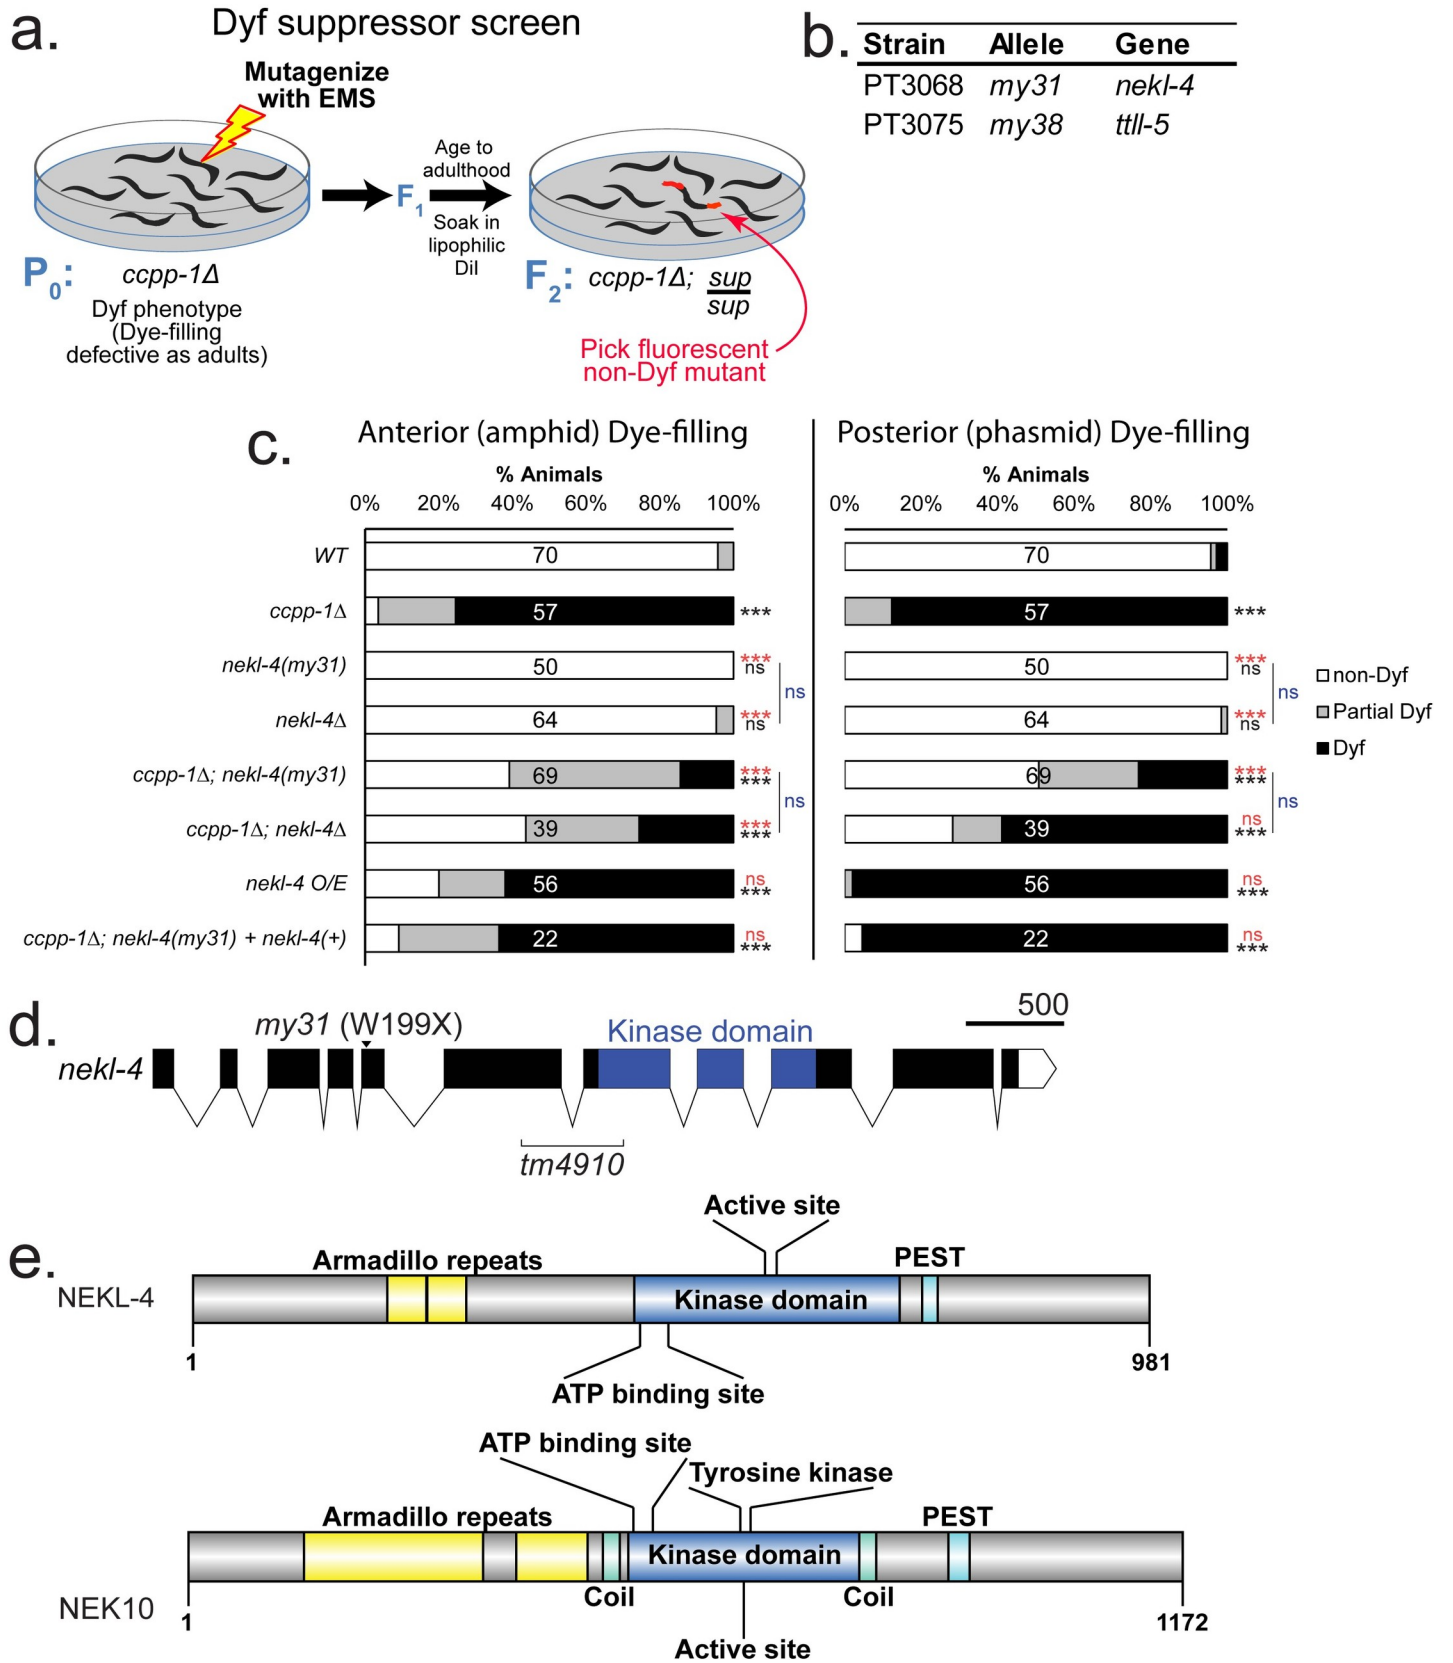 a.
Dyf suppressor screen
Mutagenize
with EMS
P0:
ccpp-1Δ
Dyf phenotype
(Dye-filling
defective as adults)
F1
Age to
adulthood
Soak in
lipophilic
DiI
F2: ccpp-1Δ; sup
sup
Pick fluorescent
non-Dyf mutant
b.
Strain Allele Gene
PT3068 my31 nekl-4
PT3075 my38 ttll-5
c.
Anterior (amphid) Dye-filling
Posterior (phasmid) Dye-filling
% Animals
% Animals
0% 20% 40% 60% 80% 100%
0% 20% 40% 60% 80% 100%
WT 70 70
ccpp-1Δ 57 *** 57 ***
nekl-4(my31) 50 *** ns 50 *** ns
ns ns
nekl-4Δ 64 *** ns 64 *** ns
ccpp-1Δ; nekl-4(my31) 69 *** *** 69 *** ***
ns ns
ccpp-1Δ; nekl-4Δ 39 *** *** 39 ns ***
nekl-4 O/E 56 ns *** 56 ns ***
ccpp-1Δ; nekl-4(my31) + nekl-4(+) 22 ns *** 22 ns ***
non-Dyf
Partial Dyf
Dyf
d.
my31 (W199X)
Kinase domain
500
nekl-4
tm4910
e.
Active site
Armadillo repeats
PEST
NEKL-4
Kinase domain
1
981
ATP binding site
ATP binding site
Tyrosine kinase
Armadillo repeats
PEST
Kinase domain
Coil
Coil
NEK10
1
1172
Active site